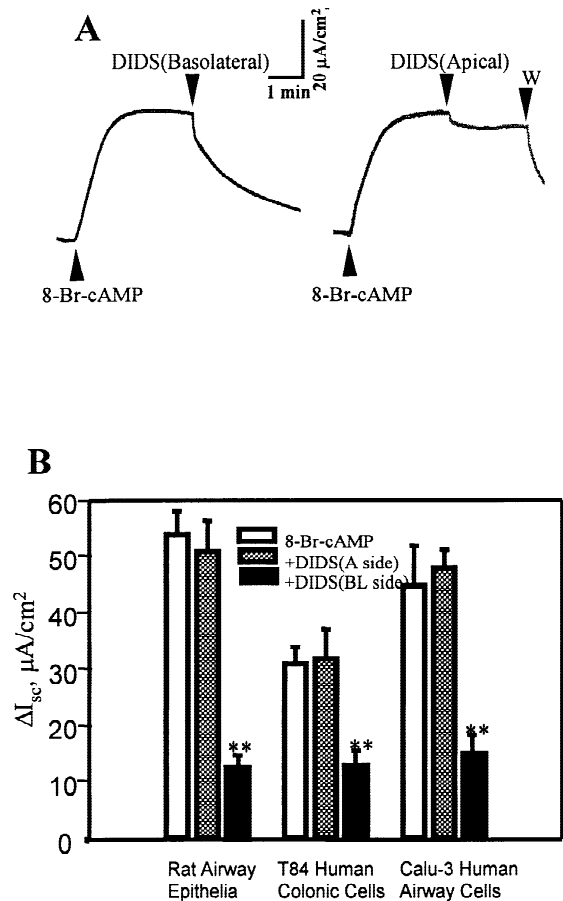 A
DIDS(Basolateral)
1 min
20 µA/cm²
DIDS(Apical)
W
8-Br-cAMP
8-Br-cAMP
B
60
50
40
30
20
10
0
ΔIsc, µA/cm2
8-Br-cAMP
+DIDS(A side)
+DIDS(BL side)
**
**
**
Rat Airway
Epithelia
T84 Human
Colonic Cells
Calu-3 Human
Airway Cells